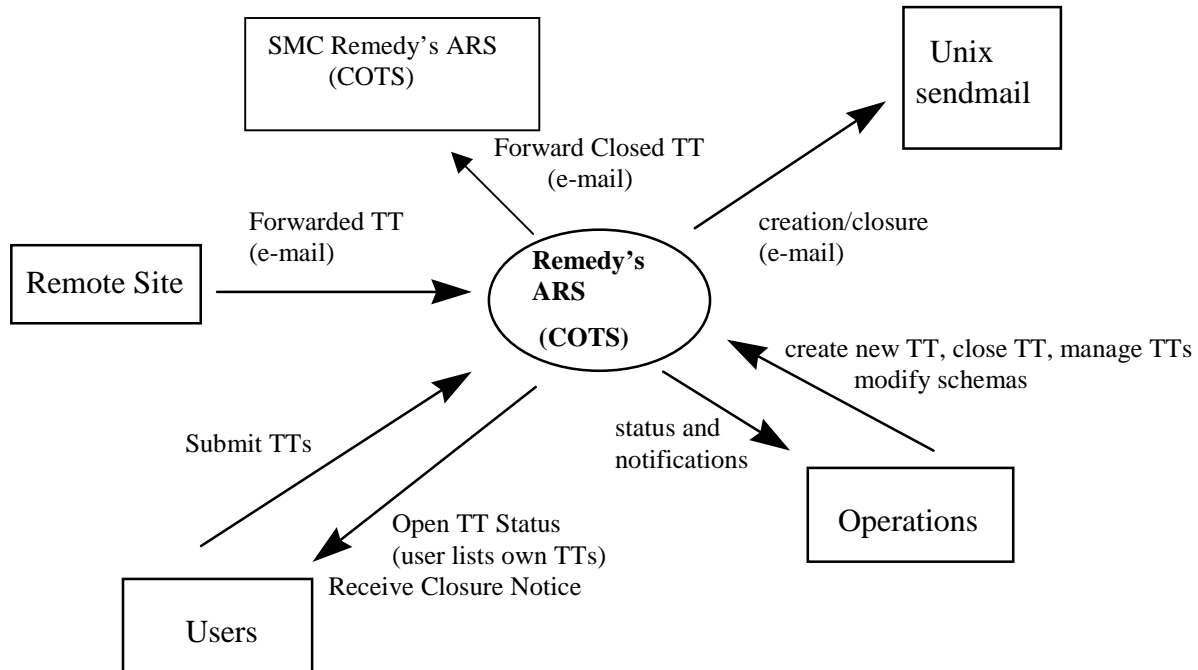 SMC Remedy’s ARS
(COTS)
Unix
sendmail
Forward Closed TT
(e-mail)
Forwarded TT
(e-mail)
creation/closure
(e-mail)
Remote Site
Remedy’s
ARS
(COTS)
create new TT, close TT, manage TTs
modify schemas
Submit TTs
status and
notifications
Operations
Open TT Status
(user lists own TTs)
Receive Closure Notice
Users